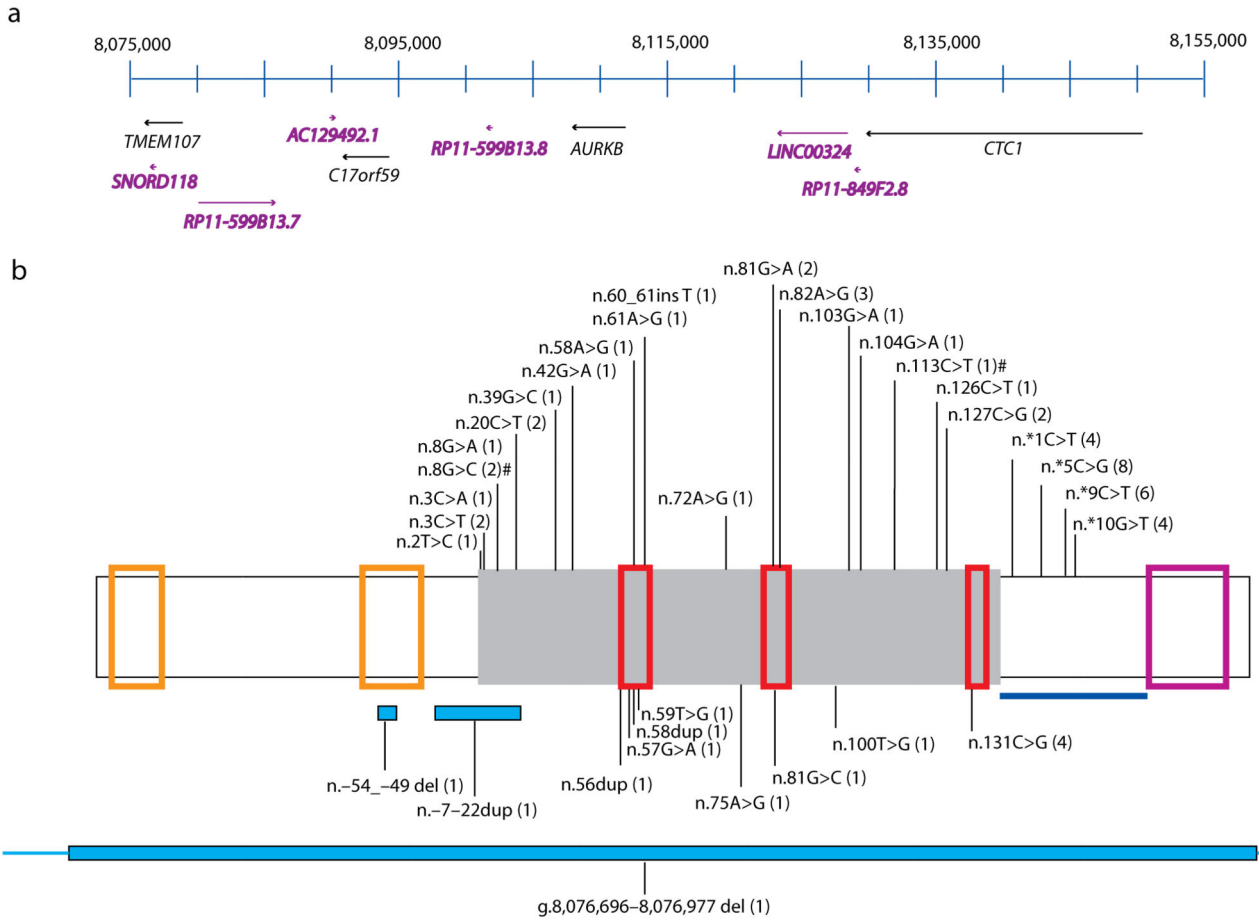 a
8,075,000 8,095,000 8,115,000 8,135,000 8,155,000
TMEM107 AC129492.1 RP11-599B13.8 AURKB LINC00324 CTC1
SNORD118 C17orf59 RP11-849F2.8
RP11-599B13.7
b
n.81G>A (2)
n.60_61ins T (1) n.82A>G (3)
n.61A>G (1) n.103G>A (1)
n.58A>G (1) n.104G>A (1)
n.42G>A (1) n.113C>T (1)#
n.39G>C (1) n.126C>T (1)
n.20C>T (2) n.127C>G (2)
n.8G>A (1) n.*1C>T (4)
n.8G>C (2)# n.*5C>G (8)
n.3C>A (1) n.72A>G (1) n.*9C>T (6)
n.3C>T (2) n.*10G>T (4)
n.2T>C (1)
n.59T>G (1)
n.58dup (1)
n.57G>A (1) n.100T>G (1) n.131C>G (4)
n.–54_–49 del (1) n.56dup (1) n.81G>C (1)
n.–7–22dup (1) n.75A>G (1)
g.8,076,696–8,076,977 del (1)